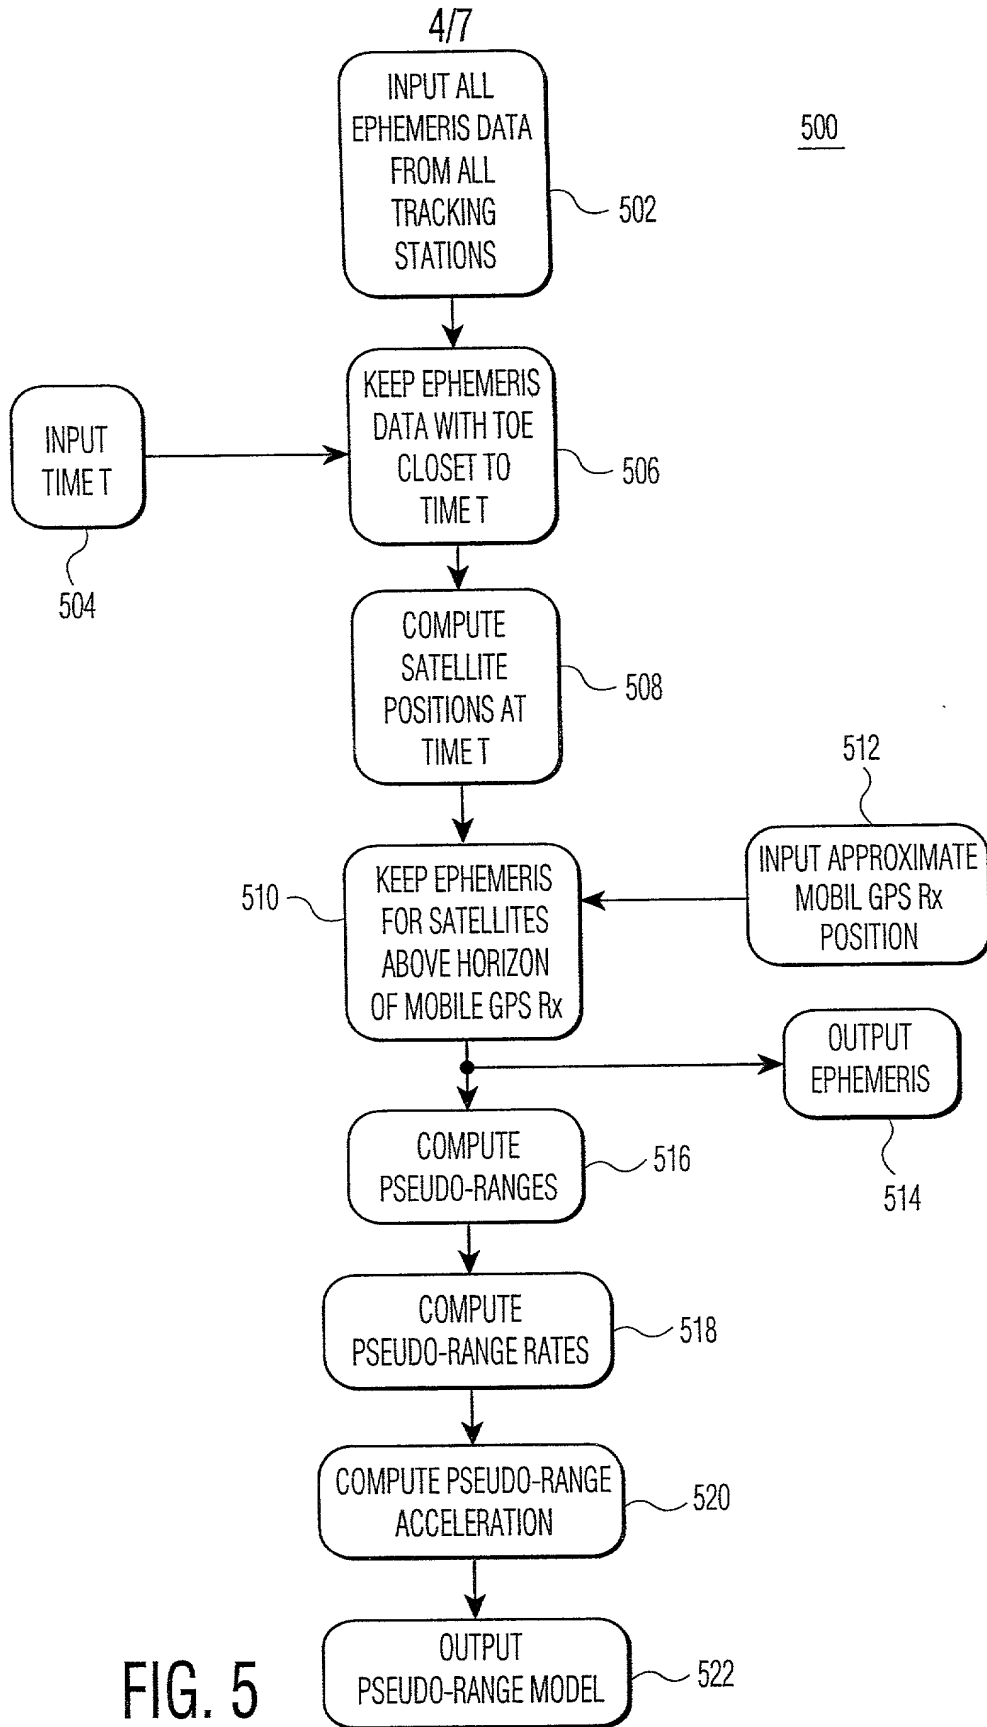 4/7
500
INPUT ALL
EPHEMERIS DATA
FROM ALL
TRACKING
STATIONS
502
INPUT
TIME T
504
KEEP EPHEMERIS
DATA WITH TOE
CLOSET TO
TIME T
506
COMPUTE
SATELLITE
POSITIONS AT
TIME T
508
510
KEEP EPHEMERIS
FOR SATELLITES
ABOVE HORIZON
OF MOBILE GPS Rx
512
INPUT APPROXIMATE
MOBIL GPS Rx
POSITION
OUTPUT
EPHEMERIS
514
COMPUTE
PSEUDO-RANGES
516
COMPUTE
PSEUDO-RANGE RATES
518
COMPUTE PSEUDO-RANGE
ACCELERATION
520
OUTPUT
PSEUDO-RANGE MODEL
522
FIG. 5